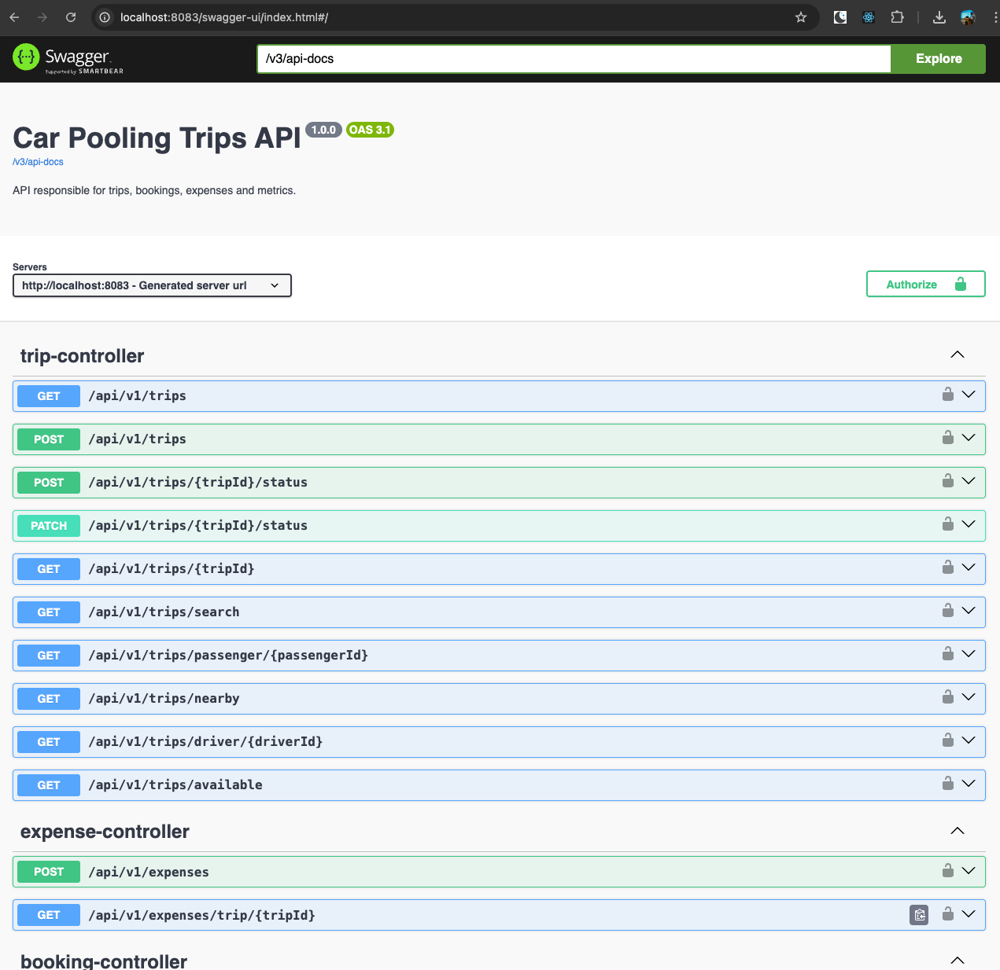 localhost:8083/swagger-ui/index.html#/
Swagger.
Supported by SMARTBEAR
/v3/api-docs
Explore
Car Pooling Trips API 1.0.0 OAS 3.1
/v3/api-docs
API responsible for trips, bookings, expenses and metrics.
Servers
http://localhost:8083 - Generated server url
Authorize
trip-controller
GET /api/v1/trips
POST /api/v1/trips
POST /api/v1/trips/{tripId}/status
PATCH /api/v1/trips/{tripId}/status
GET /api/v1/trips/{tripId}
GET /api/v1/trips/search
GET /api/v1/trips/passenger/{passengerId}
GET /api/v1/trips/nearby
GET /api/v1/trips/driver/{driverId}
GET /api/v1/trips/available
expense-controller
POST /api/v1/expenses
GET /api/v1/expenses/trip/{tripId}
booking-controller